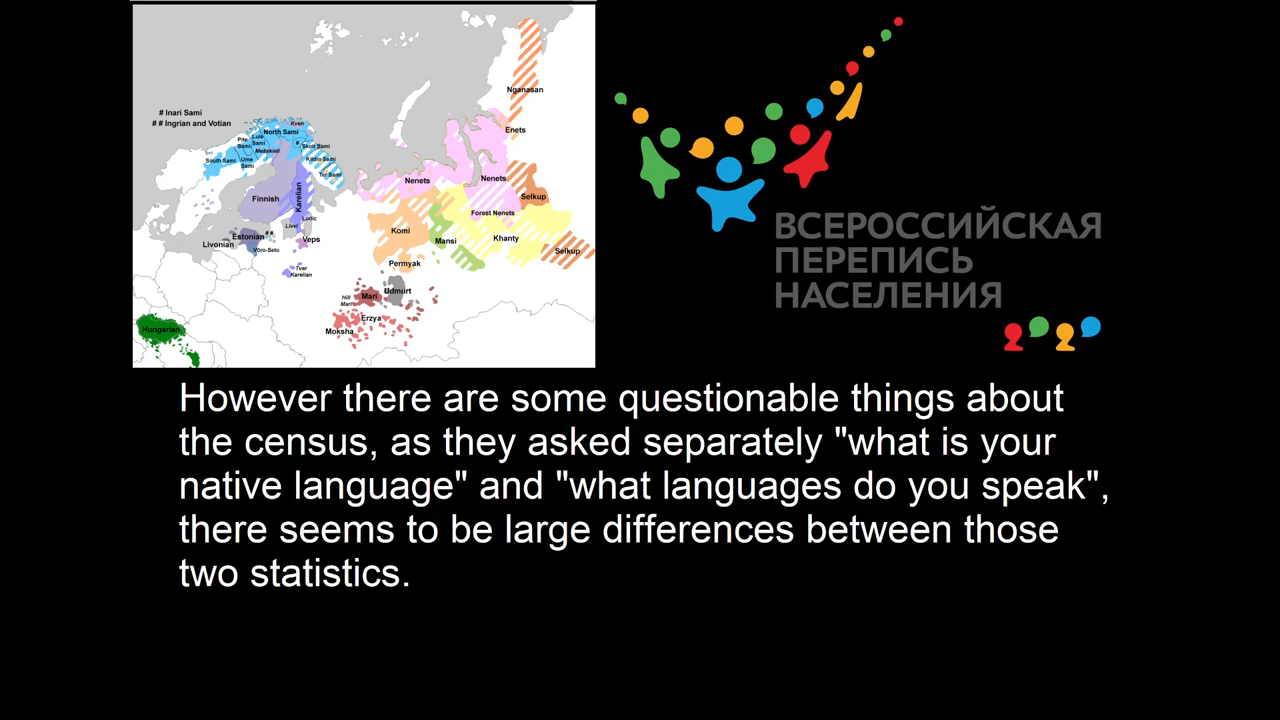 Nganasan
# Inari Sami
# # Ingrian and Votian
Kven
North Sami
Enets
Pite
Sami
Lule
Sami
#
Skolt Sami
Meänkieli
South Sami
Ume
Sami
Kildin Sami
Ter Sami
Nenets
Nenets
Selkup
Finnish
Karelian
Forest Nenets
Ludic
Livvi
Komi
Estonian
# #
Veps
Mansi
Khanty
Livonian
Võro-Seto
Selkup
Permyak
Tver
Karelian
Hill
Mari
Mari
Udmurt
Erzya
Moksha
Hungarian
ВСЕРОССИЙСКАЯ
ПЕРЕПИСЬ
НАСЕЛЕНИЯ
2020
However there are some questionable things about
the census, as they asked separately "what is your
native language" and "what languages do you speak",
there seems to be large differences between those
two statistics.